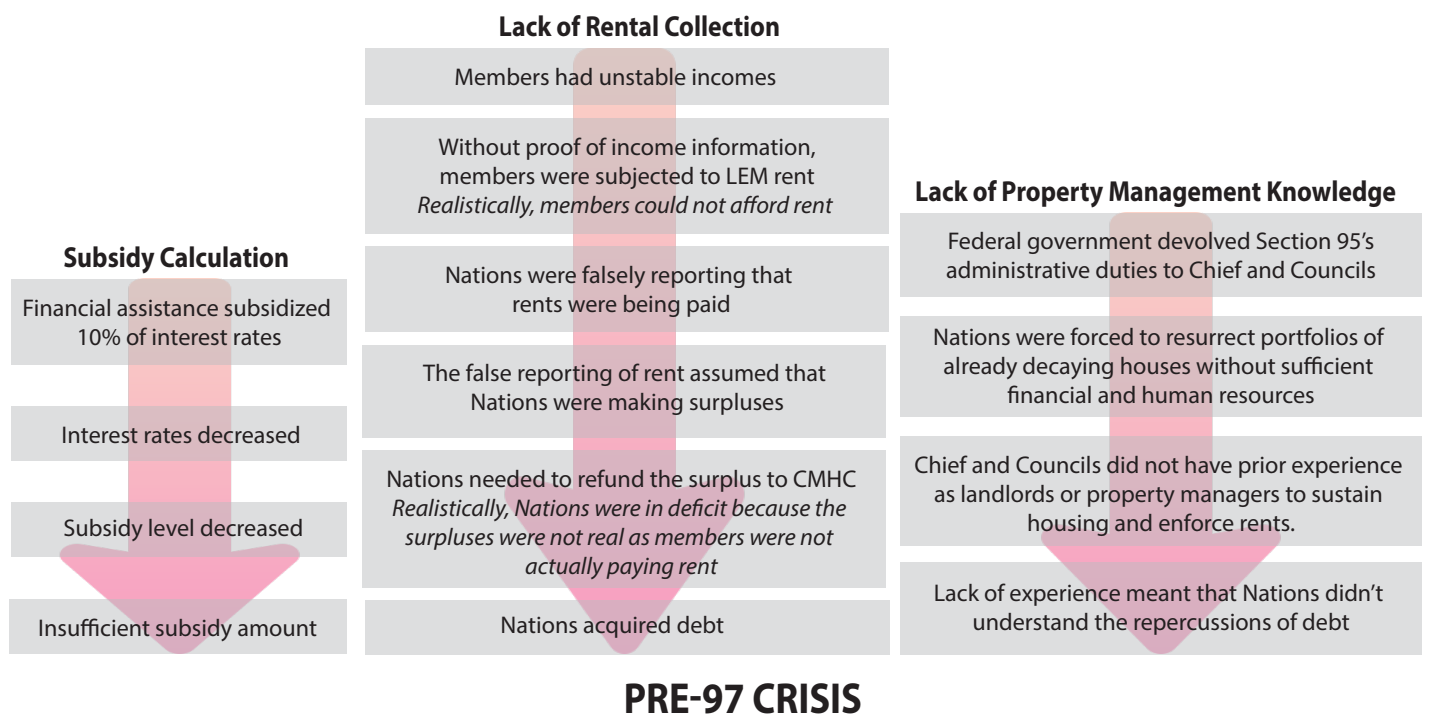 Subsidy Calculation
Financial assistance subsidized
10% of interest rates
Interest rates decreased
Subsidy level decreased
Insufficient subsidy amount
Lack of Rental Collection
Members had unstable incomes
Without proof of income information,
members were subjected to LEM rent
Realistically, members could not afford rent
Nations were falsely reporting that
rents were being paid
The false reporting of rent assumed that
Nations were making surpluses
Nations needed to refund the surplus to CMHC
Realistically, Nations were in deficit because the
surpluses were not real as members were not
actually paying rent
Nations acquired debt
Lack of Property Management Knowledge
Federal government devolved Section 95’s
administrative duties to Chief and Councils
Nations were forced to resurrect portfolios of
already decaying houses without sufficient
financial and human resources
Chief and Councils did not have prior experience
as landlords or property managers to sustain
housing and enforce rents.
Lack of experience meant that Nations didn’t
understand the repercussions of debt
PRE-97 CRISIS